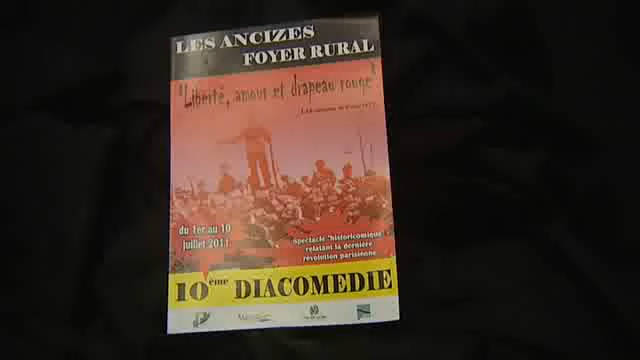 LES ANCIZES
FOYER RURAL
"Liberté, amour et drapeau rouge"
du 1er au 10
juillet 2011
Spectacle "historicomique"
relatant la dernière
révolution parisienne
10ème DIACOMEDIE